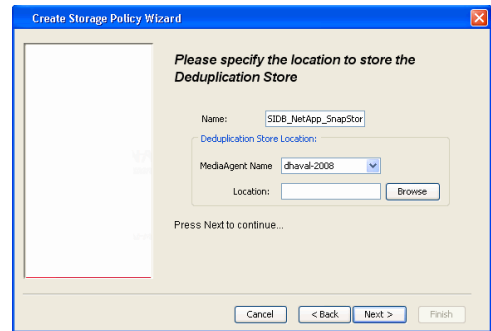 Create Storage Policy Wizard
Please specify the location to store the
Deduplication Store
Name: SIDB_NetApp_SnapStor
Deduplication Store Location:
MediaAgent Name dhaval-2008
Location: Browse
Press Next to continue...
Cancel < Back Next > Finish